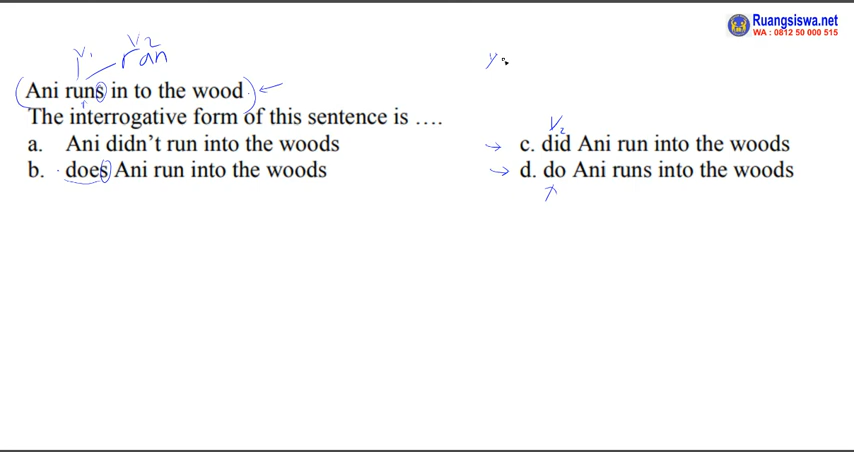 Ruangsiswa.net
WA : 0812 50 000 515
V1 V2
ran
Ani runs in to the wood
The interrogative form of this sentence is ….
a. Ani didn't run into the woods
b. does Ani run into the woods
V2
c. did Ani run into the woods
d. do Ani runs into the woods